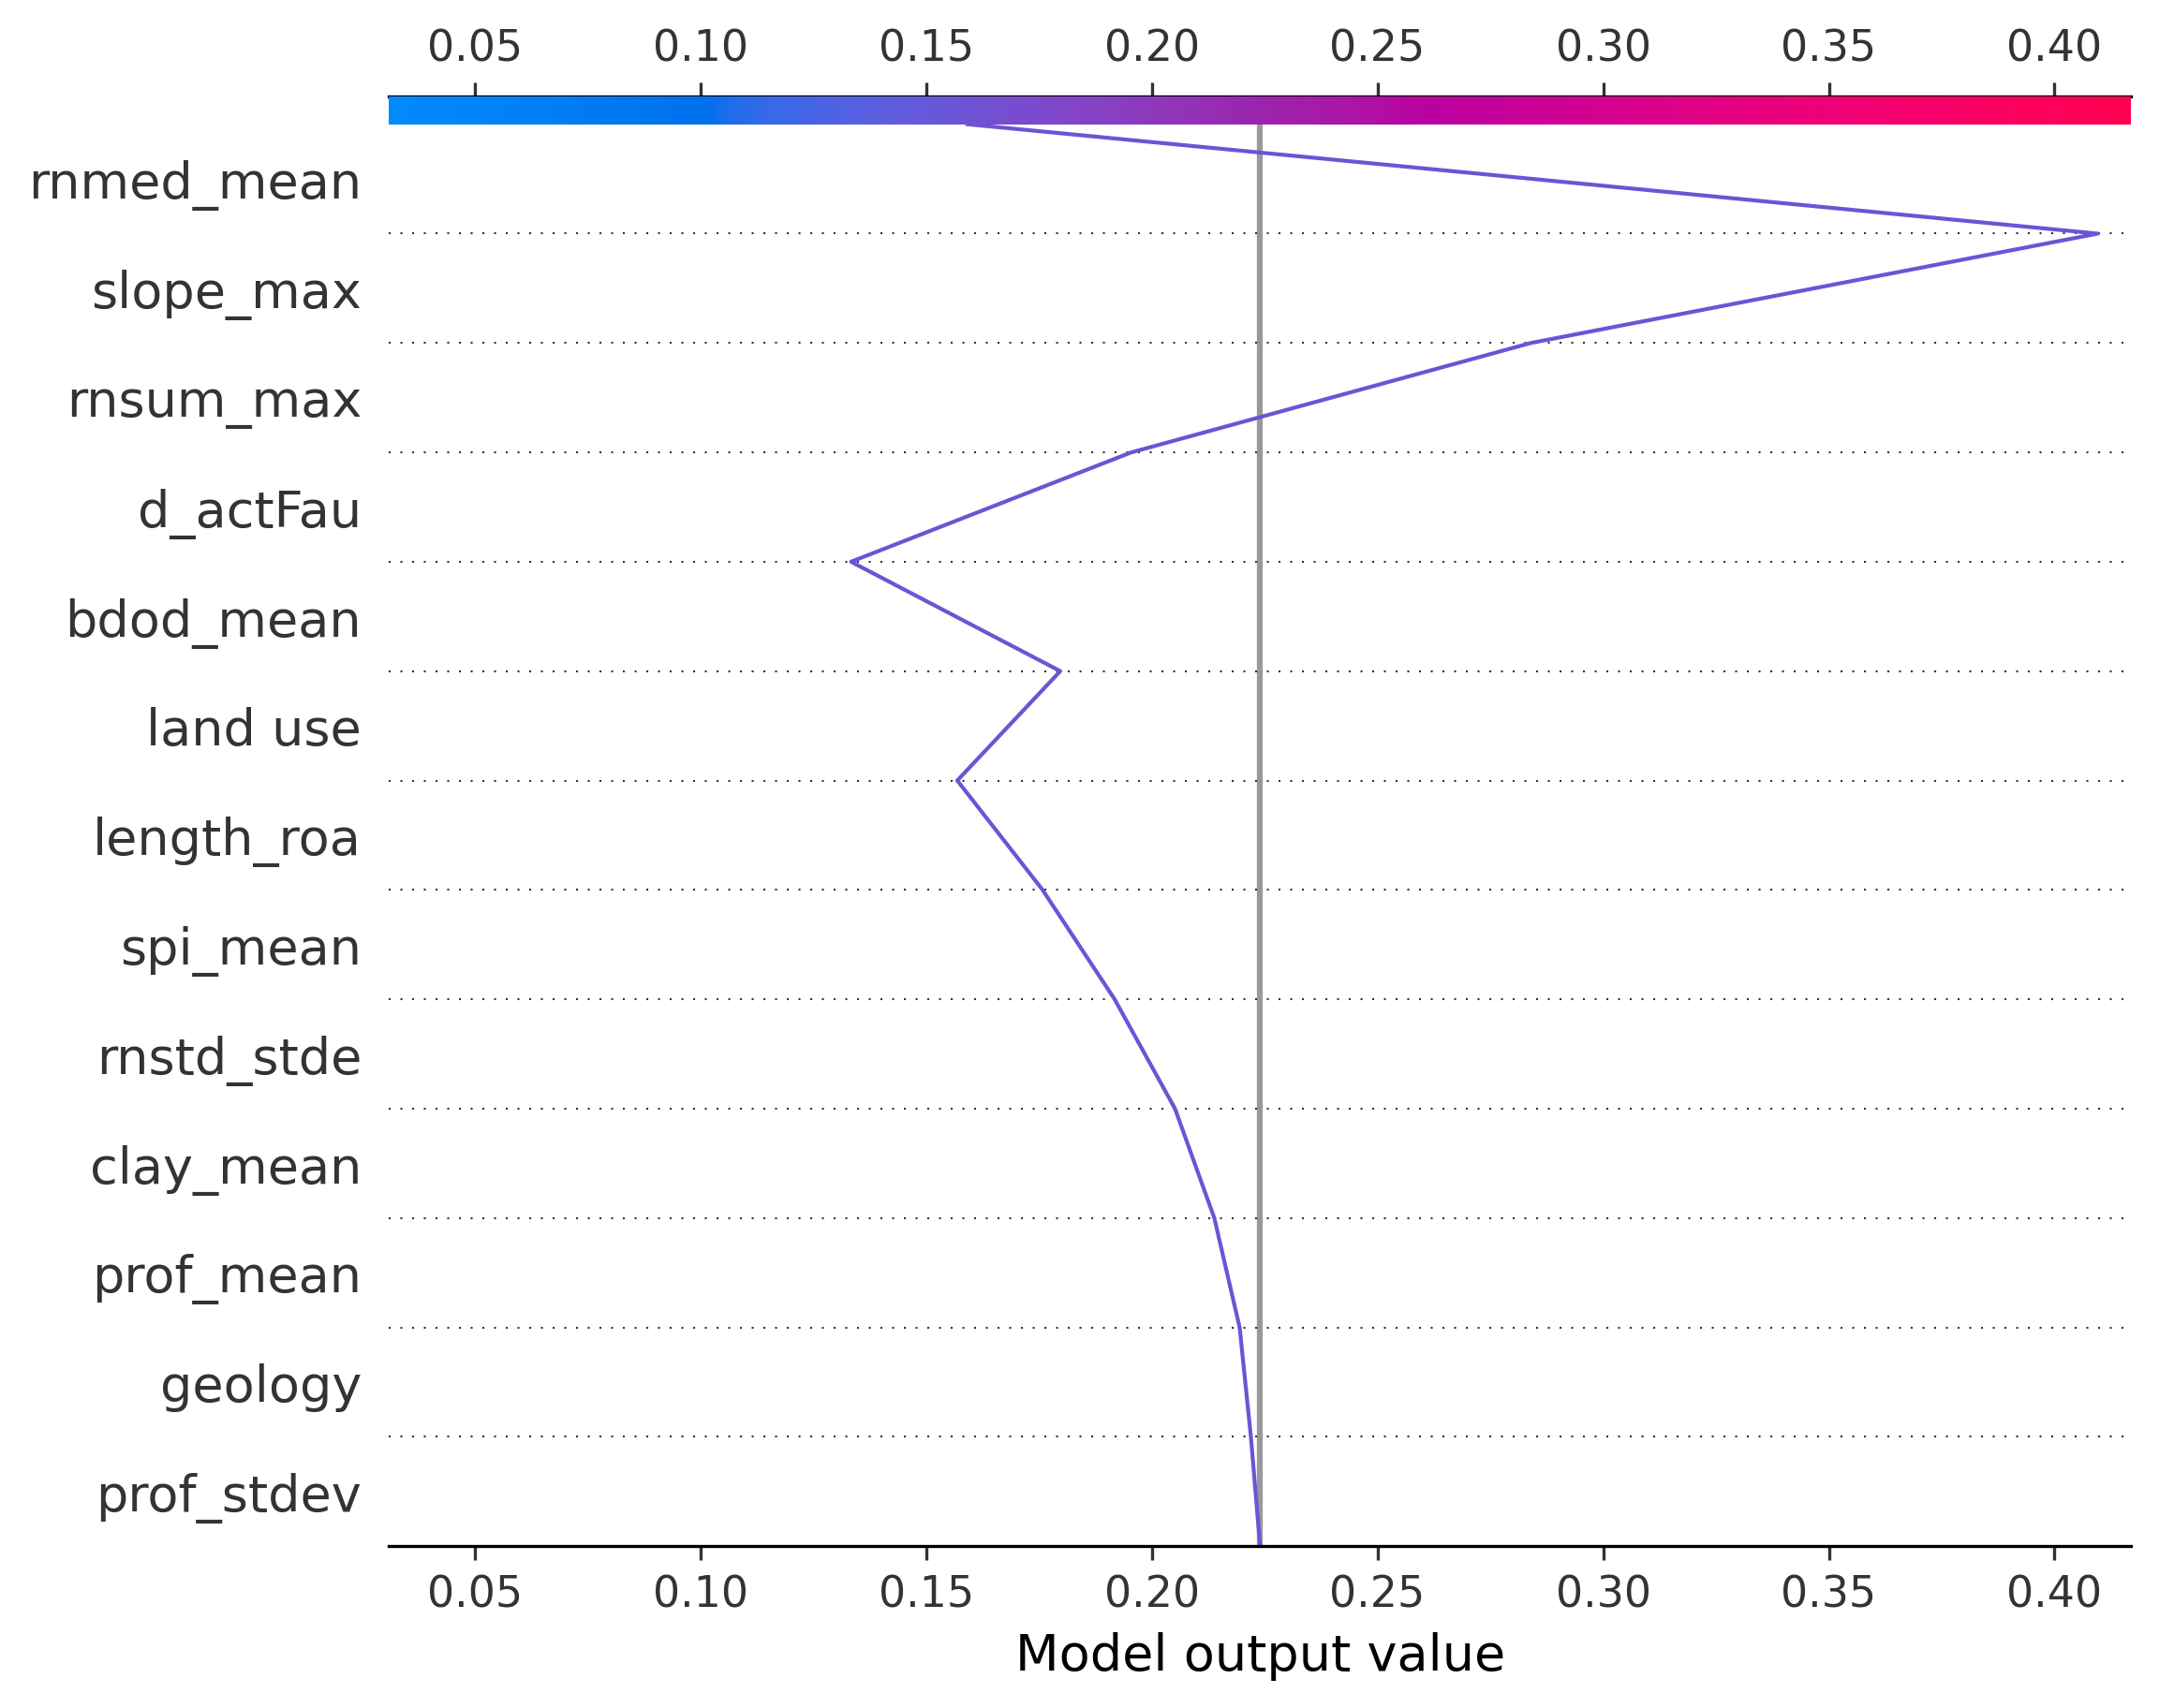 0.05 0.10 0.15 0.20 0.25 0.30 0.35 0.40
rnmed_mean
slope_max
rnsum_max
d_actFau
bdod_mean
land use
length_roa
spi_mean
rnstd_stde
clay_mean
prof_mean
geology
prof_stdev
0.05 0.10 0.15 0.20 0.25 0.30 0.35 0.40
Model output value